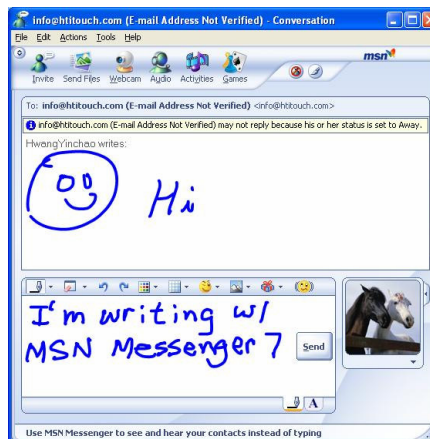 info@htitouch.com (E-mail Address Not Verified) - Conversation
File Edit Actions Tools Help
msn
Invite Send Files Webcam Audio Activities Games
To: info@htitouch.com (E-mail Address Not Verified) <info@htitouch.com>
info@htitouch.com (E-mail Address Not Verified) may not reply because his or her status is set to Away.
HwangYinchao writes:
Hi
I'm writing w/
MSN Messenger 7
Send
A
Use MSN Messenger to see and hear your contacts instead of typing